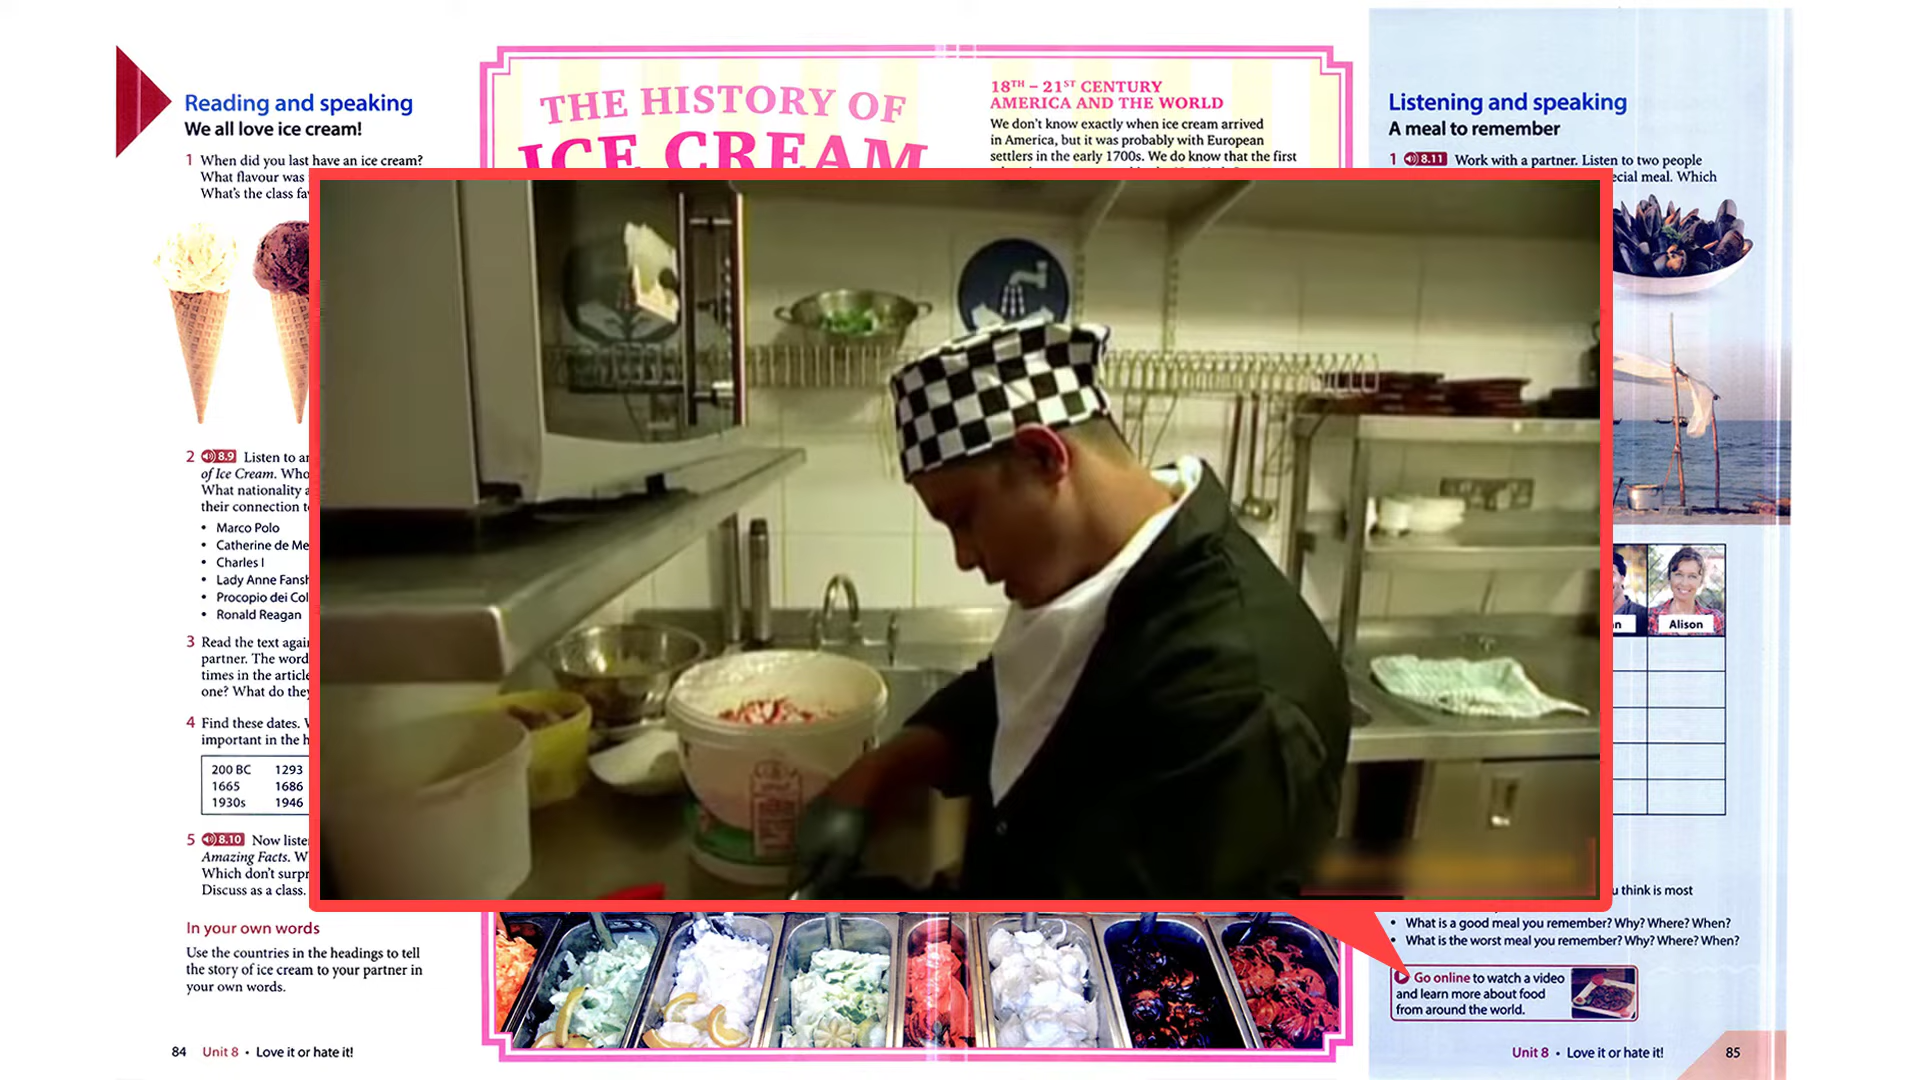 Reading and speaking
We all love ice cream!
1 When did you last have an ice cream?
What flavour was
What's the class
2 8.9 Listen to
of Ice Cream. Who
What nationality
their connection
• Marco Polo
• Catherine de
• Charles I
• Lady Anne
• Procopio dei
• Ronald Reagan
3 Read the text
partner. The
times in the article
one? What do they
4 Find these dates.
important in the
200 BC 1293
1665 1686
1930s 1946
5 8.10 Now
Amazing Facts.
Which don't
Discuss as a class.
In your own words
Use the countries in the headings to tell
the story of ice cream to your partner in
your own words.
84 Unit 8 • Love it or hate it!
THE HISTORY OF
ICE CREAM
18TH – 21ST CENTURY
AMERICA AND THE WORLD
We don't know exactly when ice cream arrived
in America, but it was probably with European
settlers in the early 1700s. We do know that the first
Listening and speaking
A meal to remember
1 8.11 Work with a partner. Listen to two people
meal. Which
Alison
think is most
• What is a good meal you remember? Why? Where? When?
• What is the worst meal you remember? Why? Where? When?
Go online to watch a video
and learn more about food
from around the world.
Unit 8 • Love it or hate it! 85